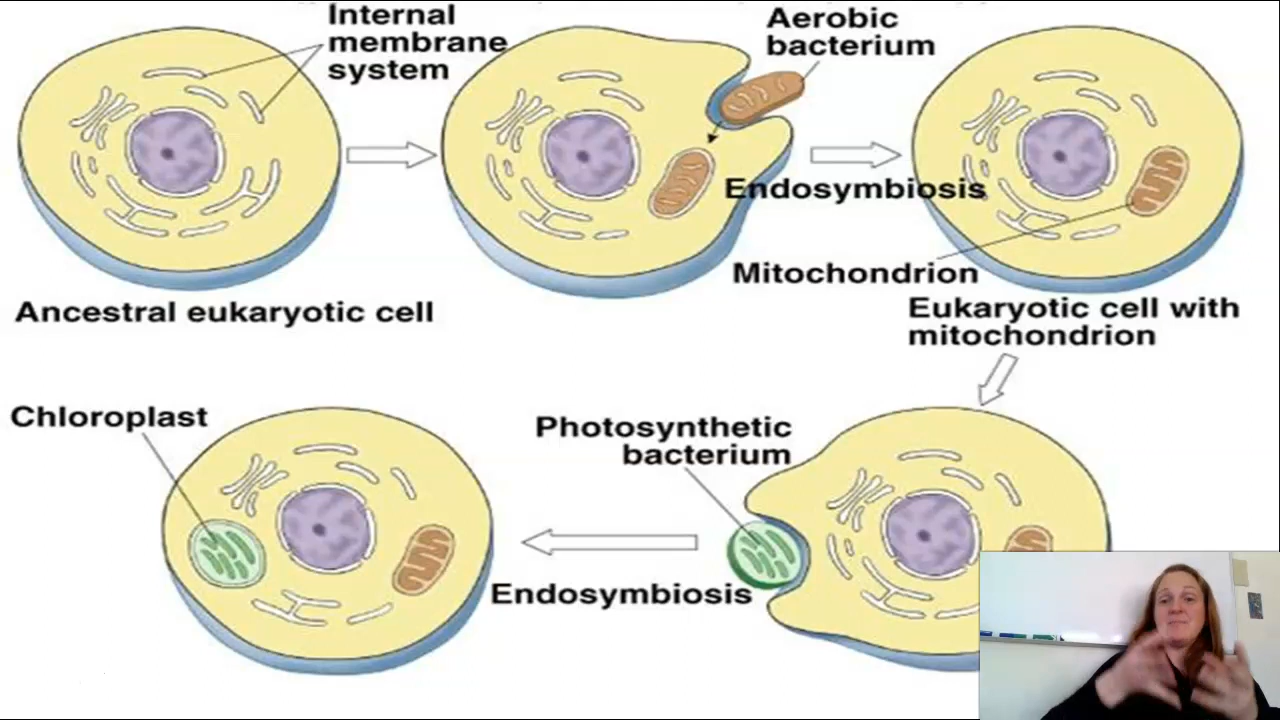 Internal
membrane
system
Aerobic
bacterium
Endosymbiosis
Mitochondrion
Ancestral eukaryotic cell
Eukaryotic cell with
mitochondrion
Chloroplast
Photosynthetic
bacterium
Endosymbiosis